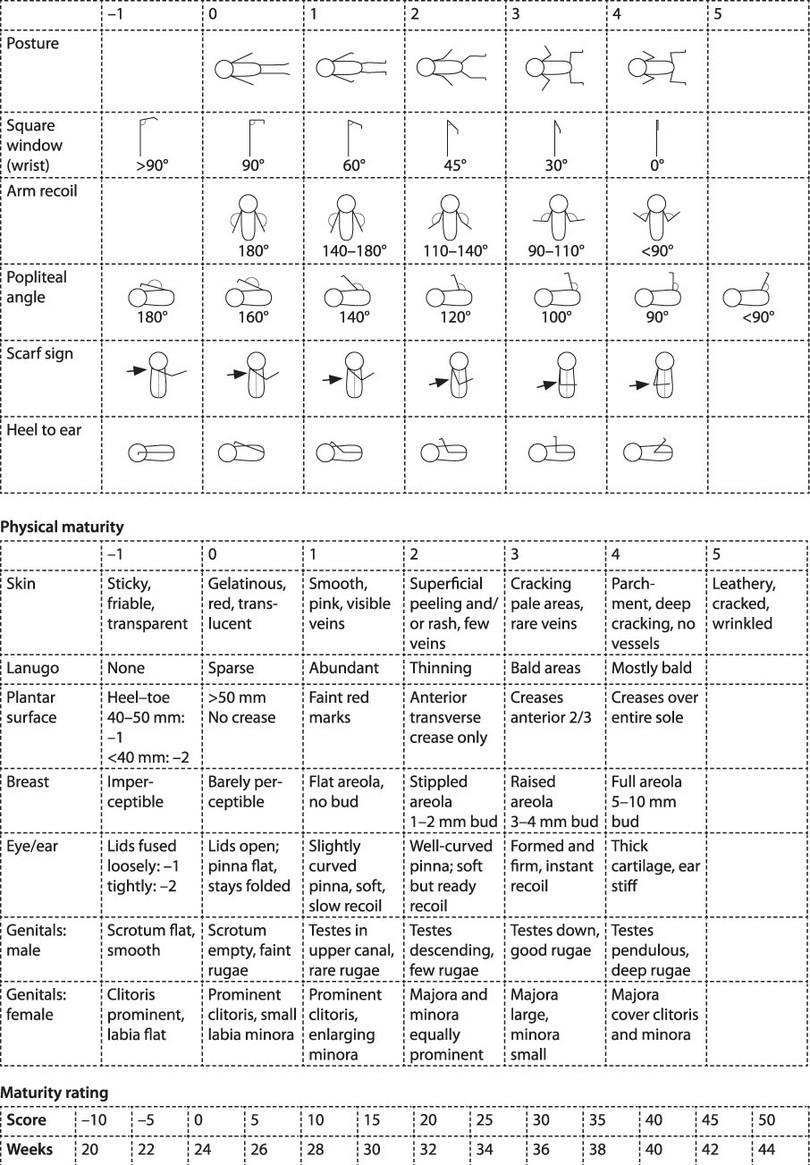 –1 0 1 2 3 4 5
Posture
Square
window
(wrist)
>90° 90° 60° 45° 30° 0°
Arm recoil
180° 140–180° 110–140° 90–110° <90°
Popliteal
angle
180° 160° 140° 120° 100° 90° <90°
Scarf sign
Heel to ear
Physical maturity
–1 0 1 2 3 4 5
Skin Sticky, Gelatinous, Smooth, Superficial Cracking Parch- Leathery,
friable, red, trans- pink, visible peeling and/ pale areas, ment, deep cracked,
transparent lucent veins or rash, few rare veins cracking, no wrinkled
veins vessels
Lanugo None Sparse Abundant Thinning Bald areas Mostly bald
Plantar Heel–toe >50 mm Faint red Anterior Creases Creases over
surface 40–50 mm: No crease marks transverse anterior 2/3 entire sole
–1 crease only
<40 mm: –2
Breast Imper- Barely per- Flat areola, Stippled Raised Full areola
ceptible ceptible no bud areola areola 5–10 mm
1–2 mm bud 3–4 mm bud bud
Eye/ear Lids fused Lids open; Slightly Well-curved Formed and Thick
loosely: –1 pinna flat, curved pinna; soft firm, instant cartilage, ear
tightly: –2 stays folded pinna, soft, but ready recoil stiff
slow recoil recoil
Genitals: Scrotum flat, Scrotum Testes in Testes Testes down, Testes
male smooth empty, faint upper canal, descending, good rugae pendulous,
rugae rare rugae few rugae deep rugae
Genitals: Clitoris Prominent Prominent Majora and Majora Majora
female prominent, clitoris, small clitoris, minora large, cover clitoris
labia flat labia minora enlarging equally minora and minora
minora prominent small
Maturity rating
Score –10 –5 0 5 10 15 20 25 30 35 40 45 50
Weeks 20 22 24 26 28 30 32 34 36 38 40 42 44